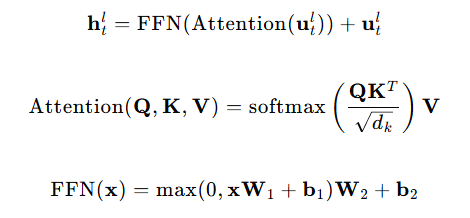 h_t^l = FFN(Attention(u_t^l)) + u_t^l
Attention(Q, K, V) = softmax(QK^T / √d_k) V
FFN(x) = max(0, xW_1 + b_1)W_2 + b_2